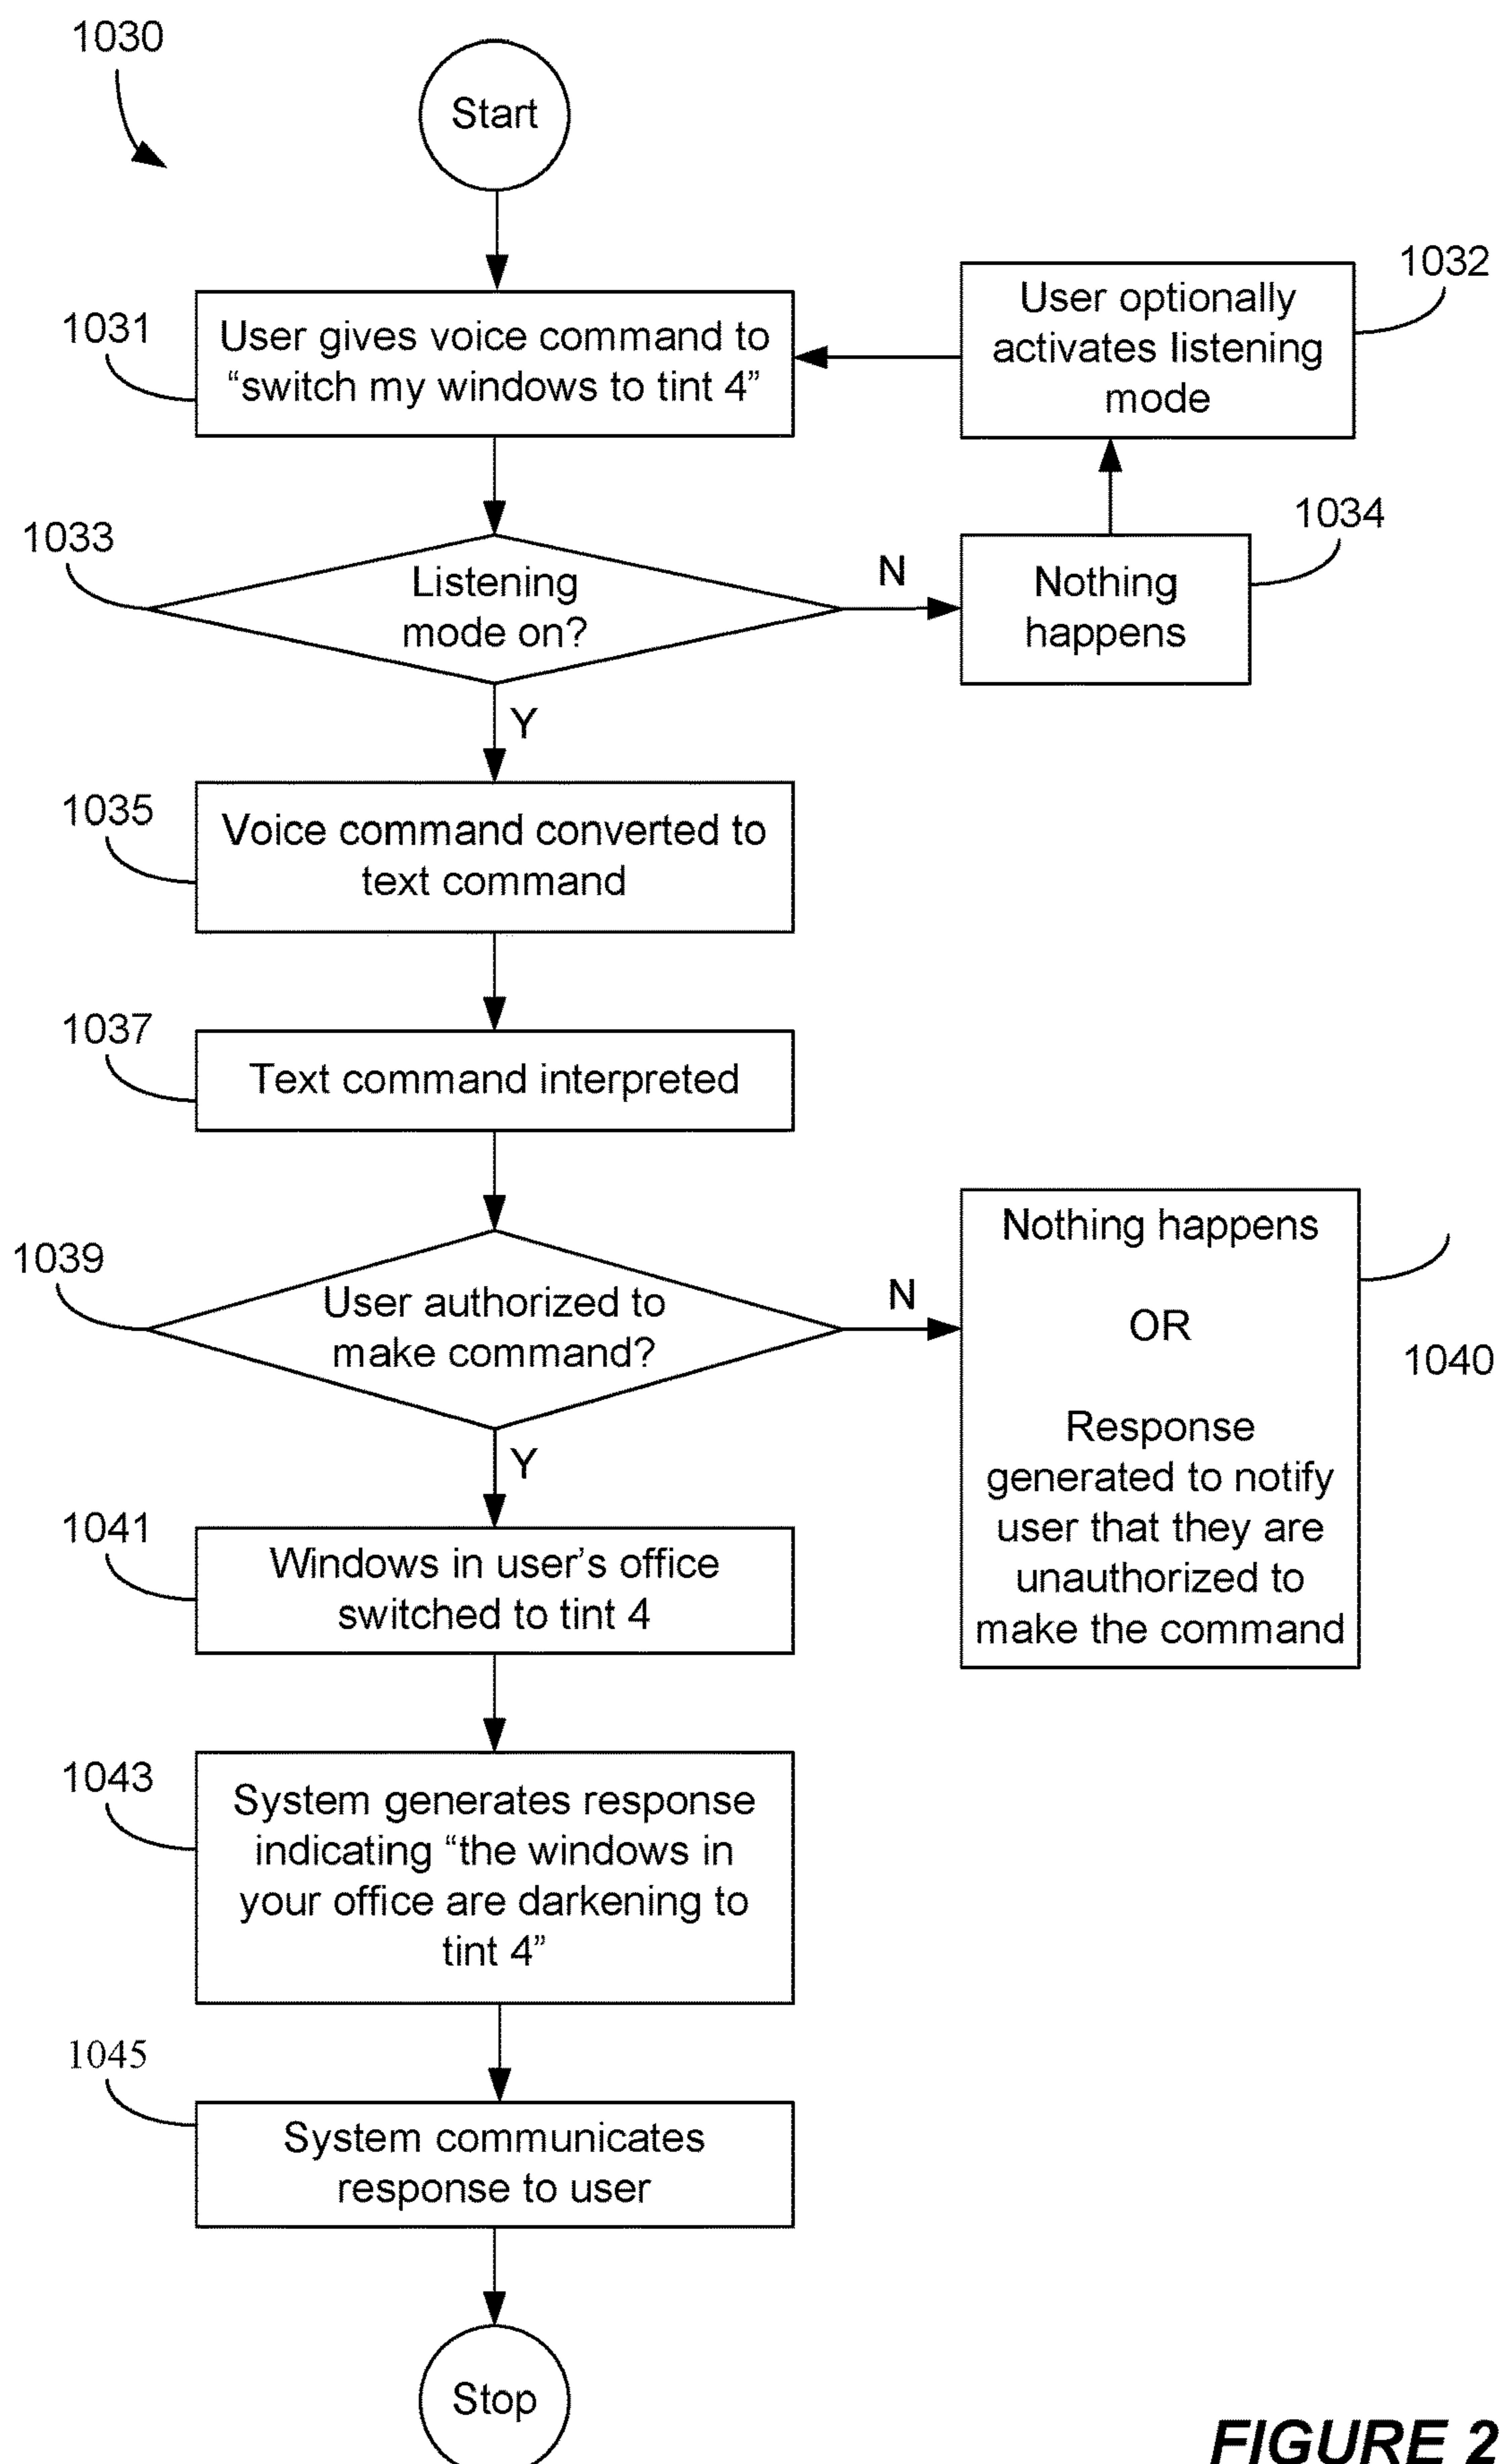 1030
Start
1031
User gives voice command to
“switch my windows to tint 4”
1032
User optionally
activates listening
mode
1033
Listening
mode on?
N
1034
Nothing
happens
Y
1035
Voice command converted to
text command
1037
Text command interpreted
1039
User authorized to
make command?
N
Nothing happens
OR
Response
generated to notify
user that they are
unauthorized to
make the command
1040
Y
1041
Windows in user’s office
switched to tint 4
1043
System generates response
indicating “the windows in
your office are darkening to
tint 4”
1045
System communicates
response to user
Stop
FIGURE 2